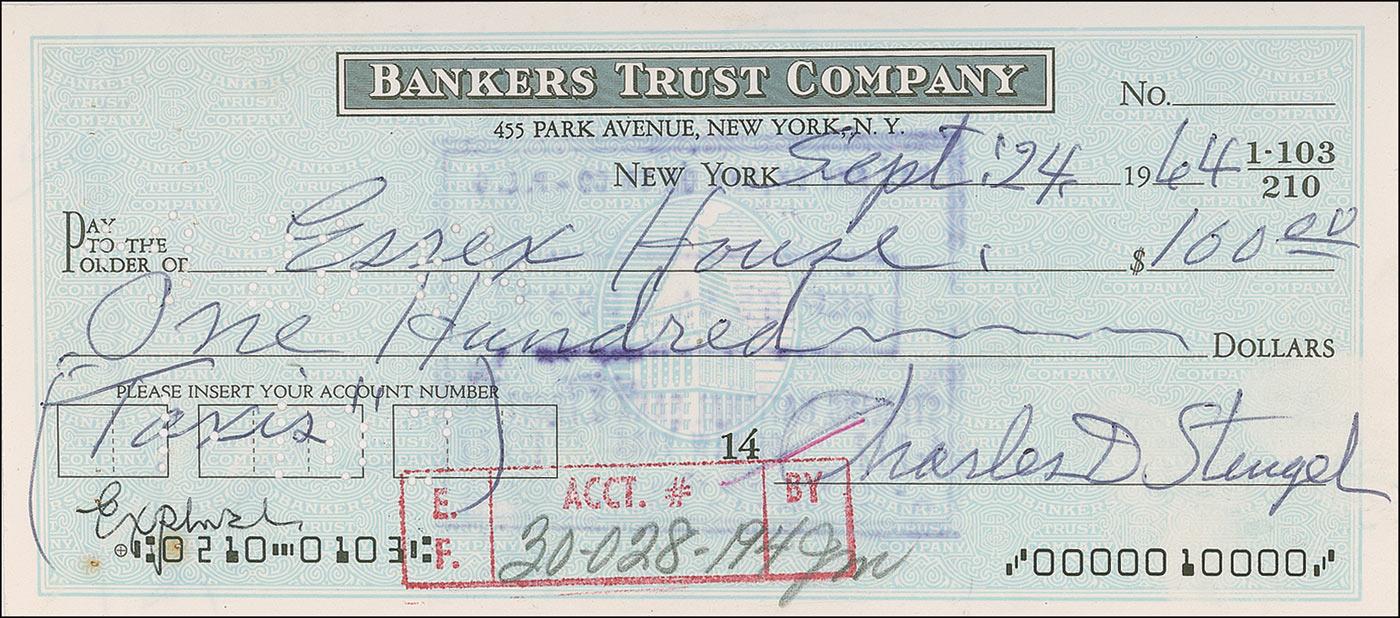 BANKERS TRUST COMPANY
455 PARK AVENUE, NEW YORK, N. Y.
No.
NEW YORK Sept. 24, 1964 1-103
210
PAY TO THE ORDER OF Essex House. $ 100 00
One Hundred DOLLARS
PLEASE INSERT YOUR ACCOUNT NUMBER
("Taxis")
14 Charles D Stengel
E. F. ACCT. # BY
30-028-194 Jm
0210 0103
0000010000